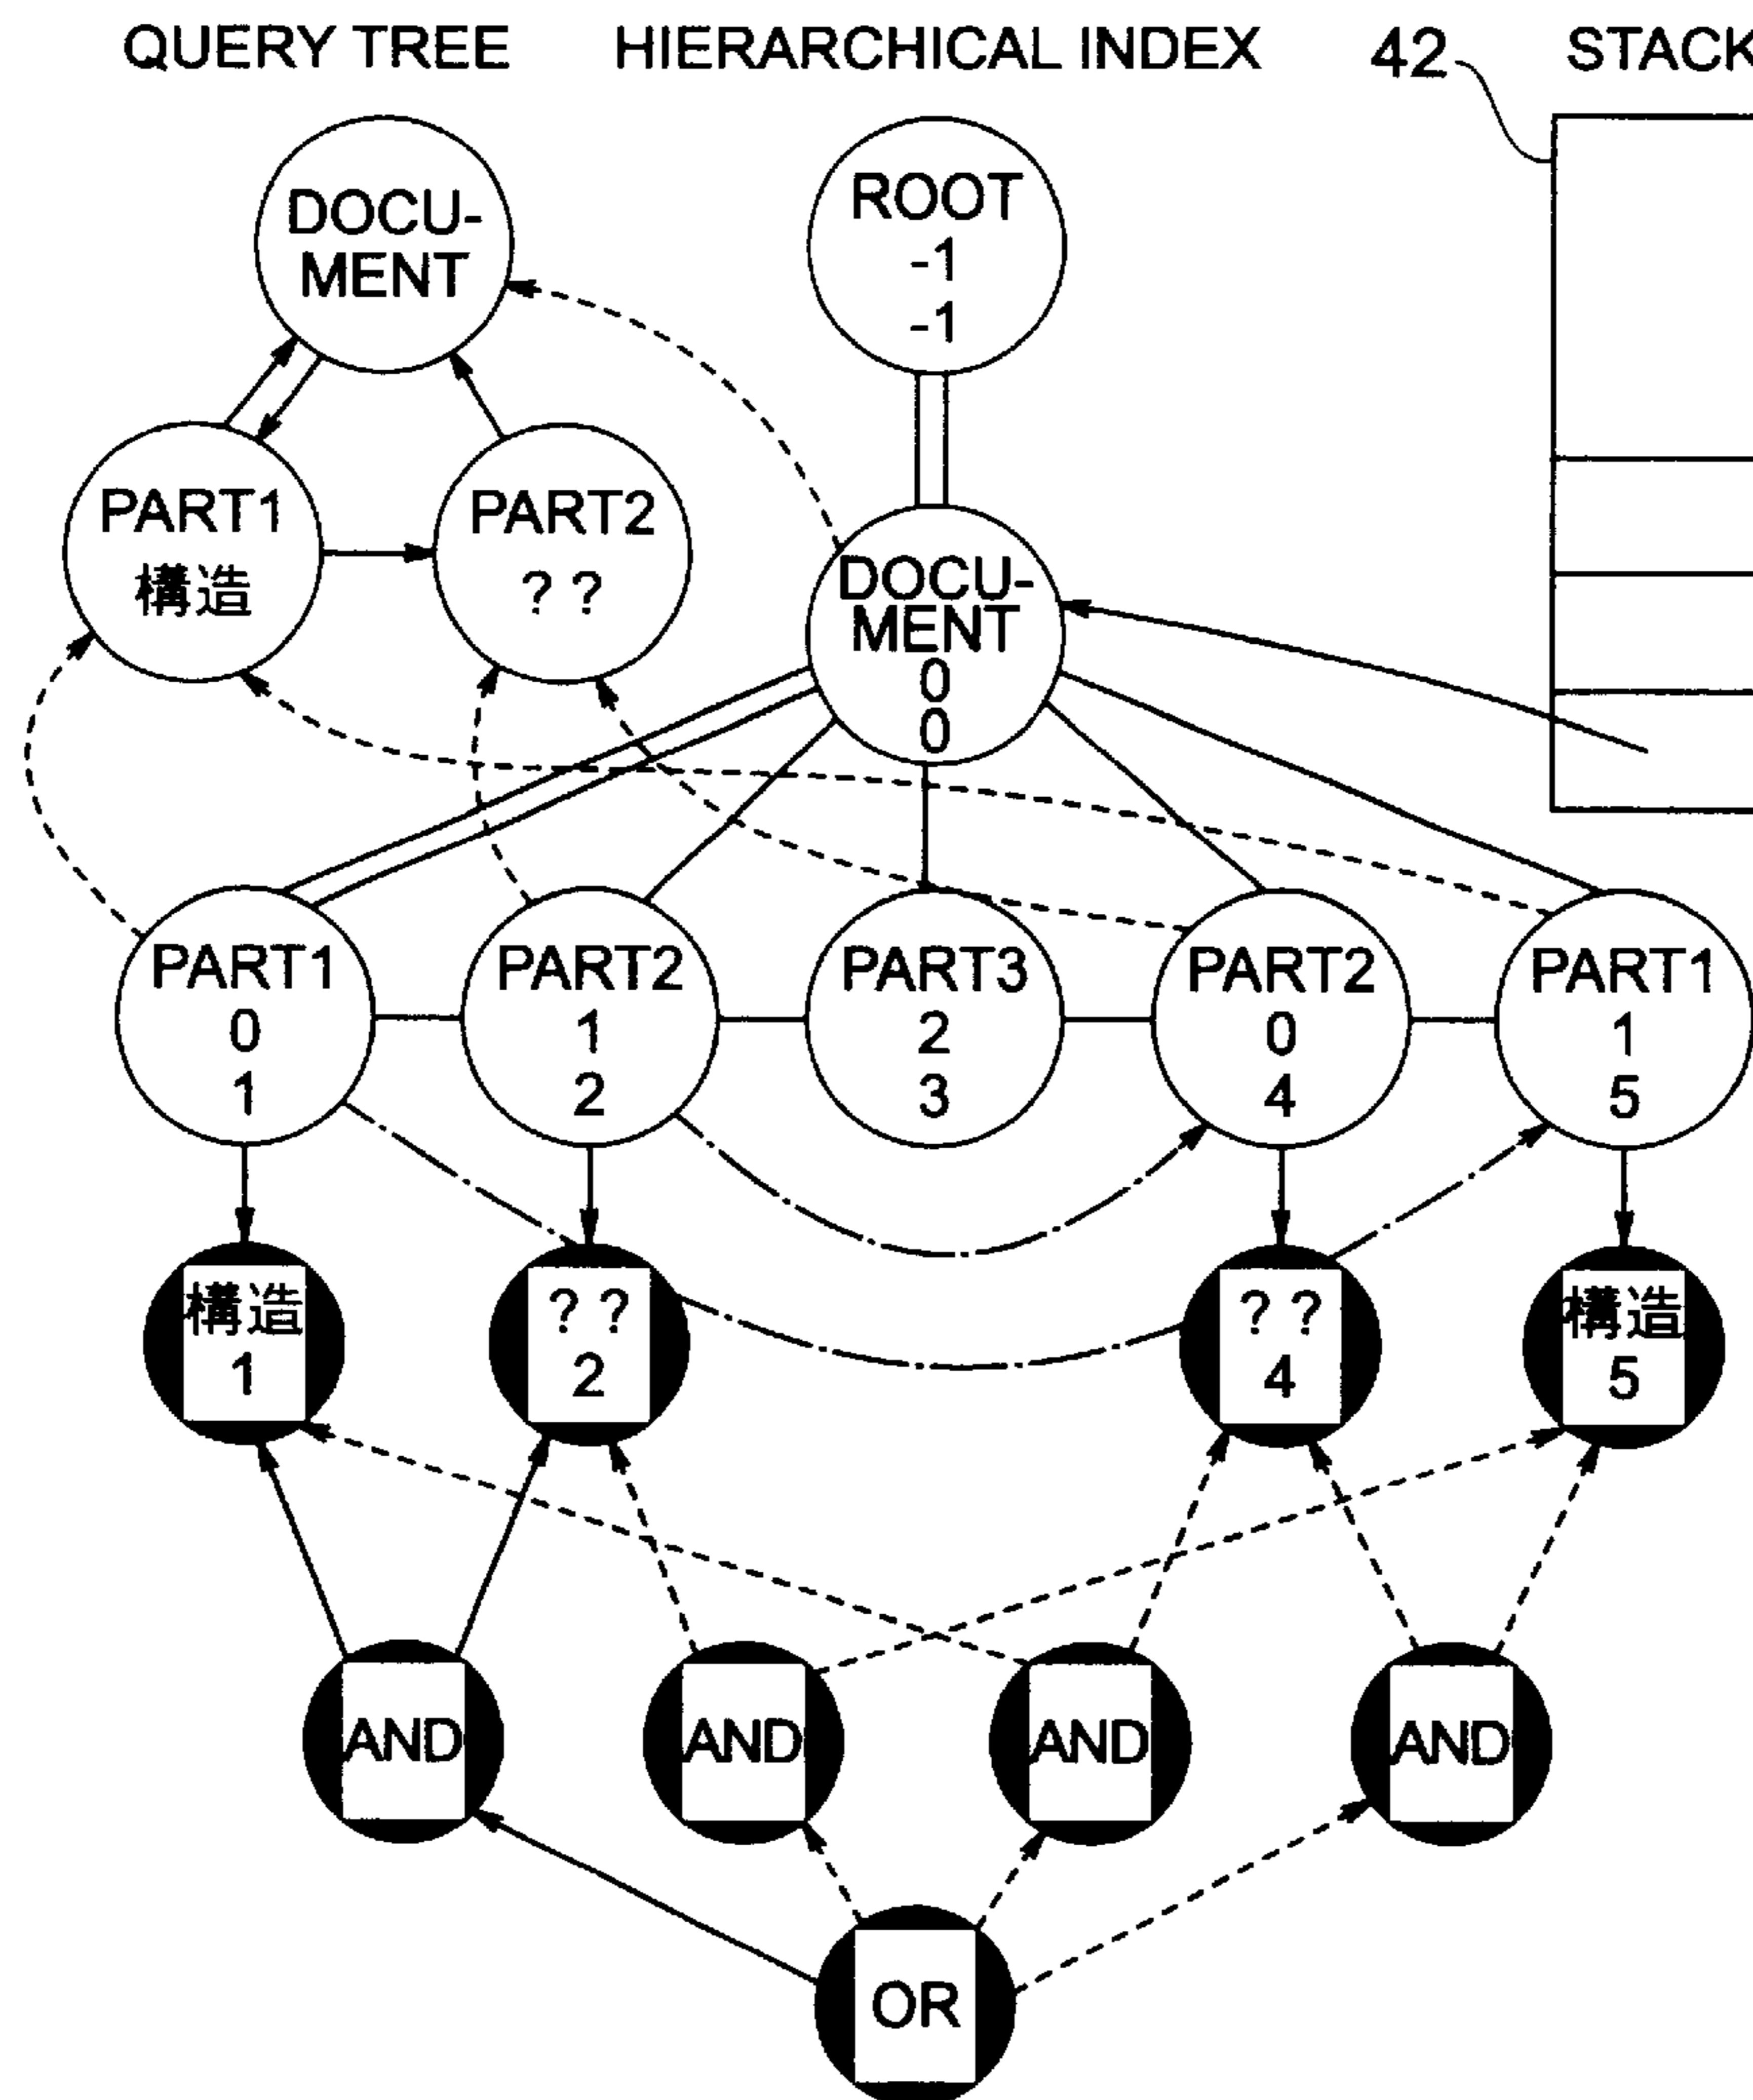 QUERY TREE
HIERARCHICAL INDEX
42
STACK
DOCU-
MENT
ROOT
-1
-1
PART1
構造
PART2
? ?
DOCU-
MENT
0
0
PART1
0
1
PART2
1
2
PART3
2
3
PART2
0
4
PART1
1
5
構造
1
? ?
2
? ?
4
構造
5
AND
AND
AND
AND
OR